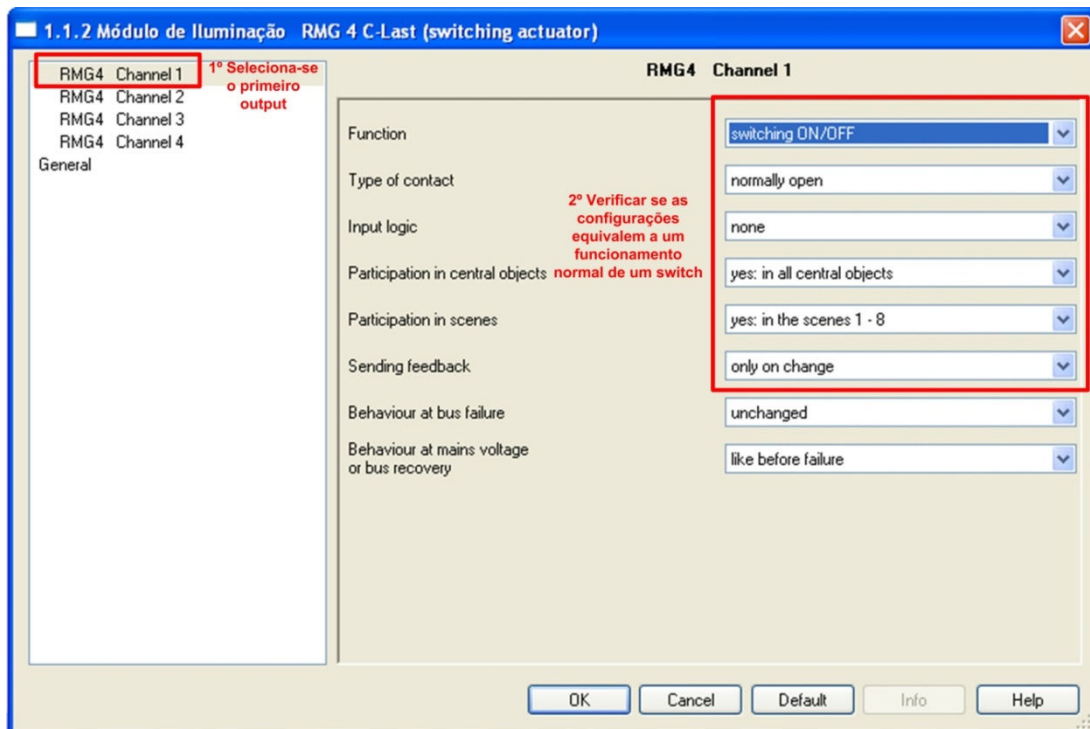 1.1.2 Módulo de Iluminação RMG 4 C-Last (switching actuator)
RMG4 Channel 1
RMG4 Channel 2
RMG4 Channel 3
RMG4 Channel 4
General
1º Seleciona-se
o primeiro
output
RMG4 Channel 1
Function
switching ON/OFF
Type of contact
normally open
Input logic
none
2º Verificar se as
configurações
equivalem a um
funcionamento
normal de um switch
Participation in central objects
yes: in all central objects
Participation in scenes
yes: in the scenes 1 - 8
Sending feedback
only on change
Behaviour at bus failure
unchanged
Behaviour at mains voltage
or bus recovery
like before failure
OK
Cancel
Default
Info
Help